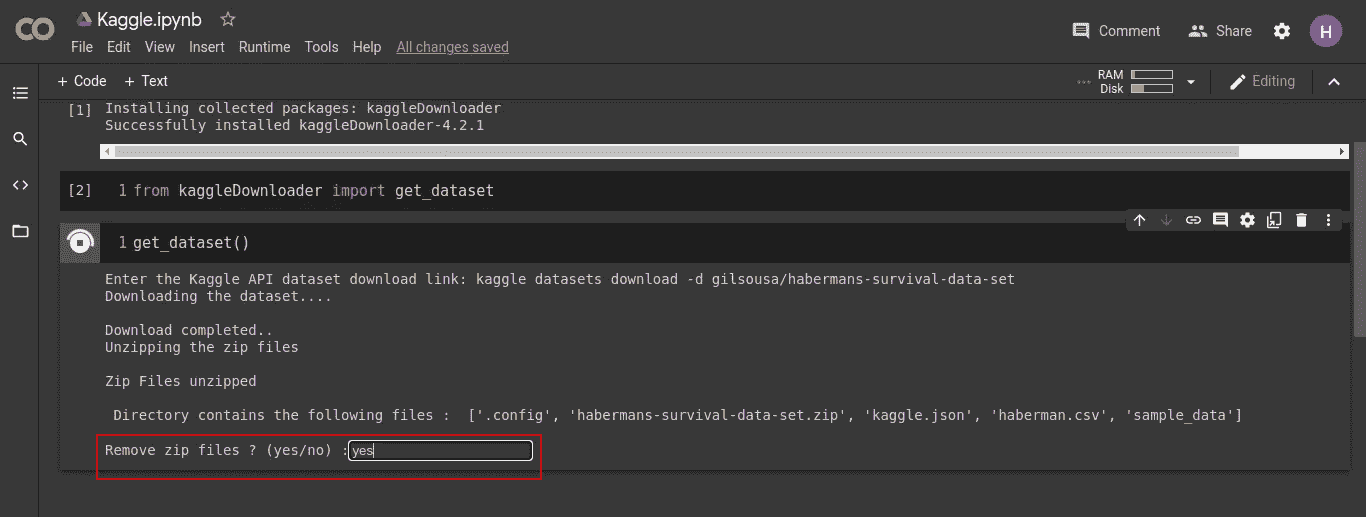 CO
Kaggle.ipynb
File Edit View Insert Runtime Tools Help All changes saved
Comment Share H
+ Code + Text
RAM
Disk
Editing
[1] Installing collected packages: kaggleDownloader
Successfully installed kaggleDownloader-4.2.1
[2] 1 from kaggleDownloader import get_dataset
1 get_dataset()
Enter the Kaggle API dataset download link: kaggle datasets download -d gilsousa/habermans-survival-data-set
Downloading the dataset....
Download completed..
Unzipping the zip files
Zip Files unzipped
Directory contains the following files :  ['.config', 'habermans-survival-data-set.zip', 'kaggle.json', 'haberman.csv', 'sample_data']
Remove zip files ? (yes/no) :yes